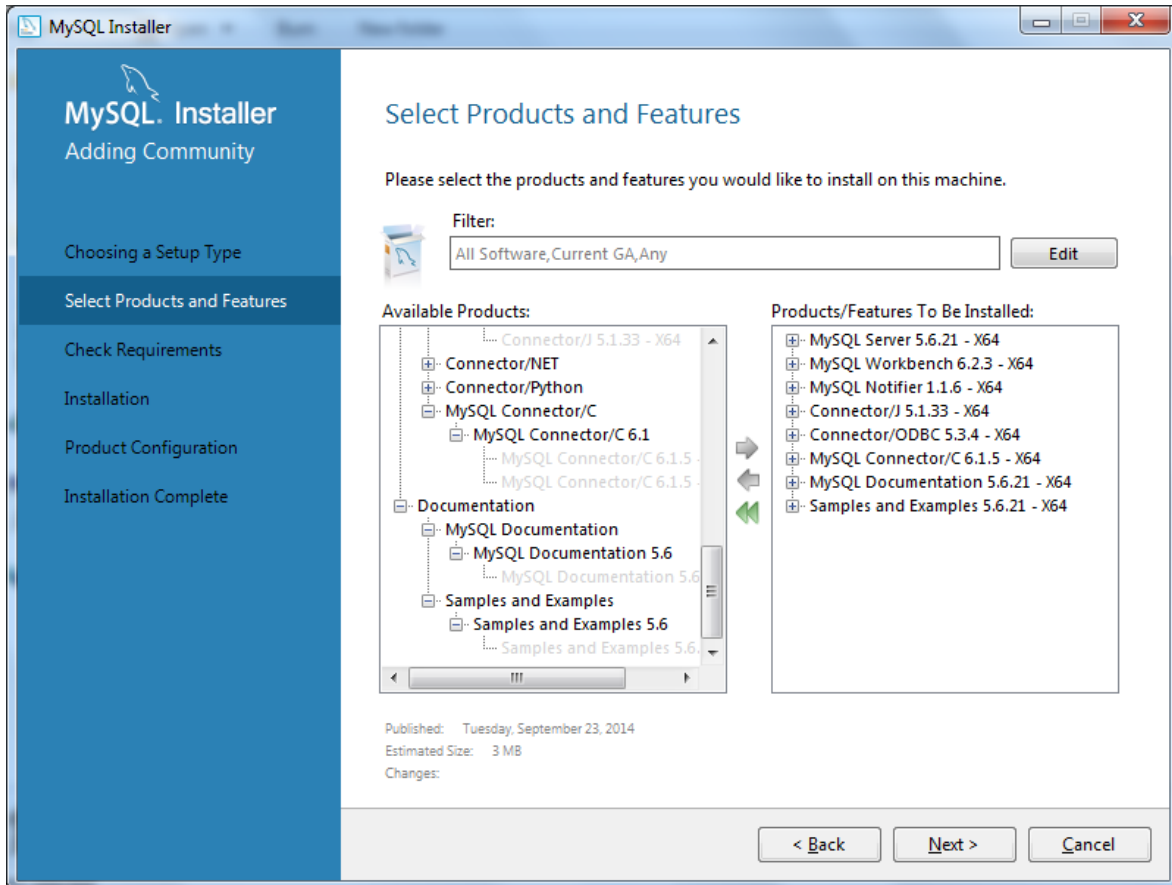 MySQL Installer
MySQL. Installer
Adding Community
Choosing a Setup Type
Select Products and Features
Check Requirements
Installation
Product Configuration
Installation Complete
Select Products and Features
Please select the products and features you would like to install on this machine.
Filter:
All Software,Current GA,Any
Edit
Available Products:
Connector/J 5.1.33 - X64
Connector/NET
Connector/Python
MySQL Connector/C
MySQL Connector/C 6.1
MySQL Connector/C 6.1.5 -
MySQL Connector/C 6.1.5 -
Documentation
MySQL Documentation
MySQL Documentation 5.6
MySQL Documentation 5.6
Samples and Examples
Samples and Examples 5.6
Samples and Examples 5.6.
Products/Features To Be Installed:
MySQL Server 5.6.21 - X64
MySQL Workbench 6.2.3 - X64
MySQL Notifier 1.1.6 - X64
Connector/J 5.1.33 - X64
Connector/ODBC 5.3.4 - X64
MySQL Connector/C 6.1.5 - X64
MySQL Documentation 5.6.21 - X64
Samples and Examples 5.6.21 - X64
Published: Tuesday, September 23, 2014
Estimated Size: 3 MB
Changes:
< Back
Next >
Cancel